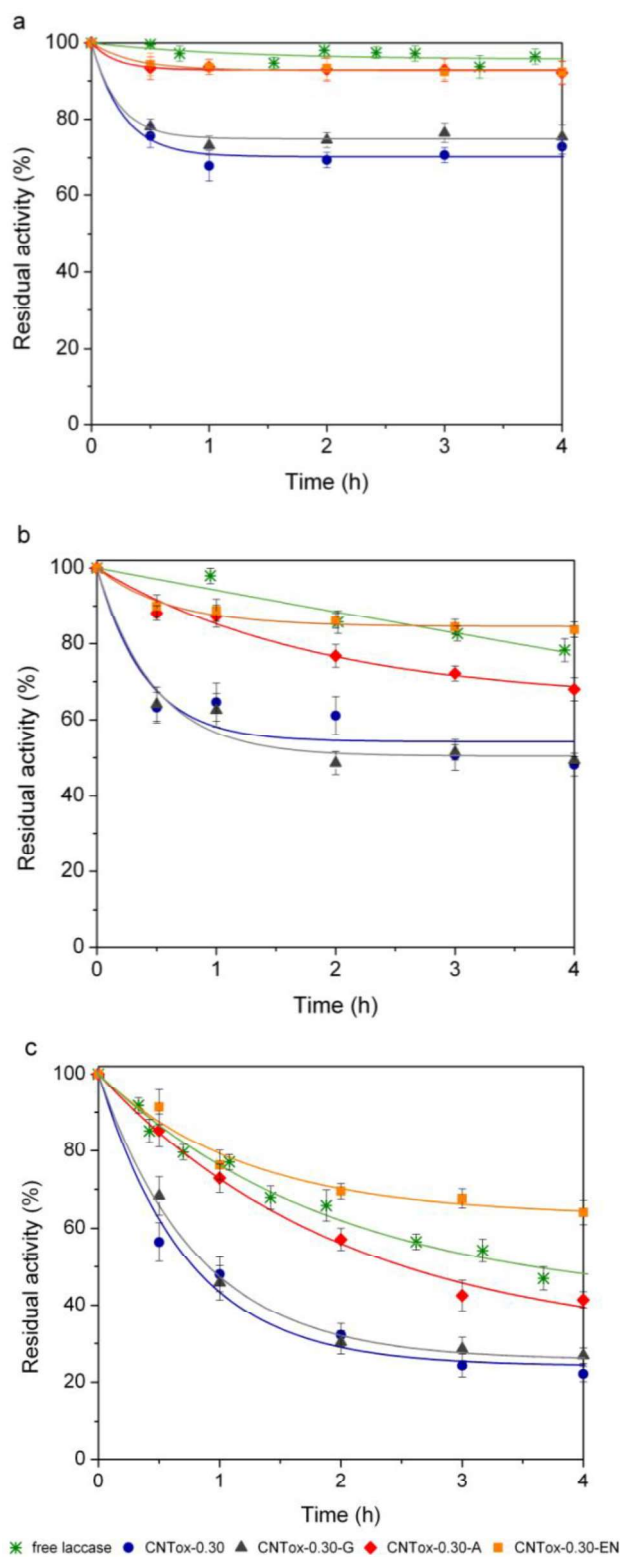 a
100
80
60
40
20
0
0 1 2 3 4
Residual activity (%)
Time (h)
b
100
80
60
40
20
0
0 1 2 3 4
Residual activity (%)
Time (h)
c
100
80
60
40
20
0
0 1 2 3 4
Residual activity (%)
Time (h)
free laccase CNTox-0.30 CNTox-0.30-G CNTox-0.30-A CNTox-0.30-EN